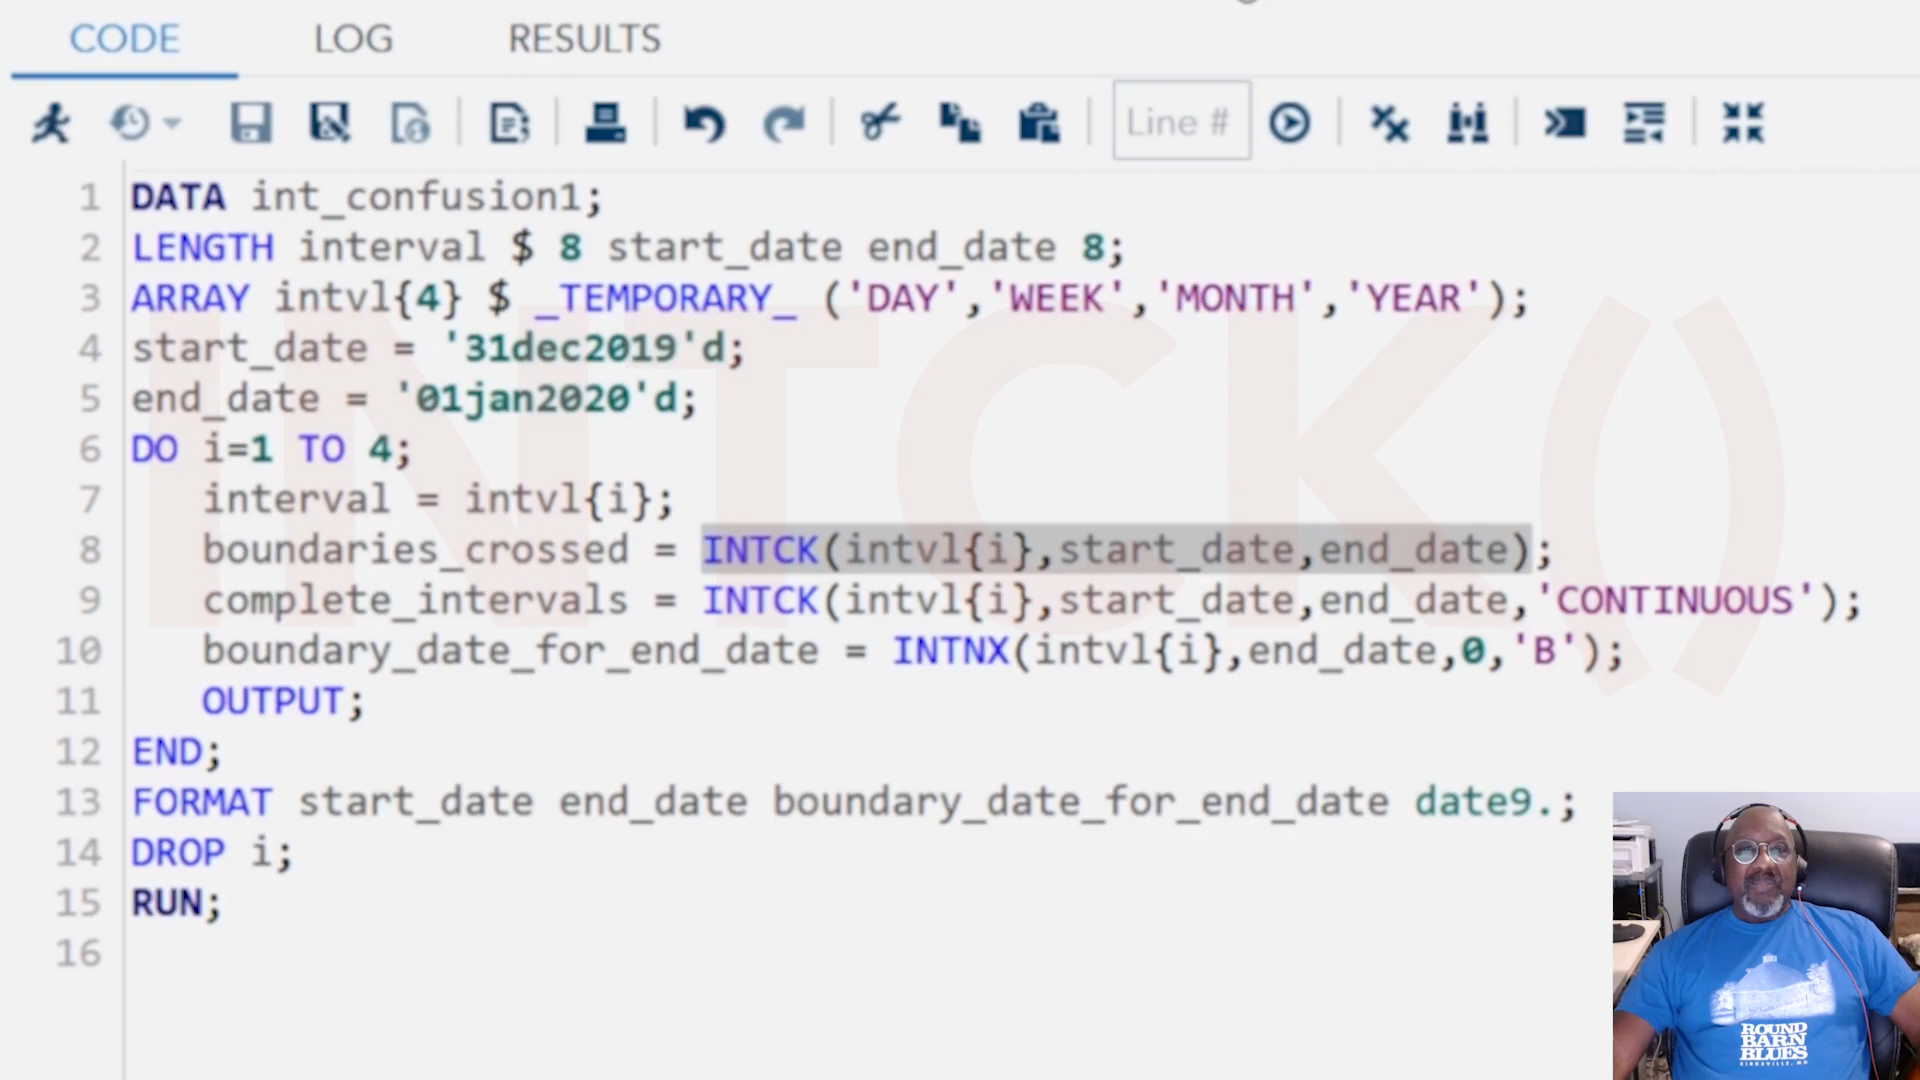 CODE LOG RESULTS
Line #
1 DATA int_confusion1;
2 LENGTH interval $ 8 start_date end_date 8;
3 ARRAY intvl{4} $ _TEMPORARY_ ('DAY','WEEK','MONTH','YEAR');
4 start_date = '31dec2019'd;
5 end_date = '01jan2020'd;
6 DO i=1 TO 4;
7 interval = intvl{i};
8 boundaries_crossed = INTCK(intvl{i},start_date,end_date);
9 complete_intervals = INTCK(intvl{i},start_date,end_date,'CONTINUOUS');
10 boundary_date_for_end_date = INTNX(intvl{i},end_date,0,'B');
11 OUTPUT;
12 END;
13 FORMAT start_date end_date boundary_date_for_end_date date9.;
14 DROP i;
15 RUN;
16
INTCK()
ROUND
BARN
BLUES